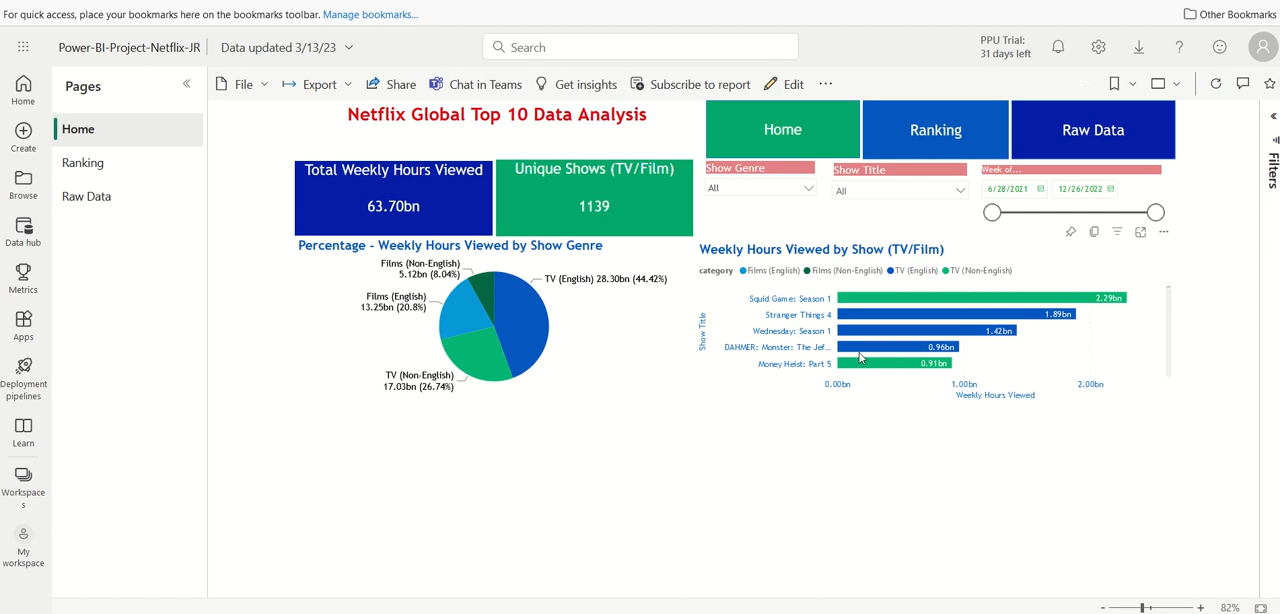 For quick access, place your bookmarks here on the bookmarks toolbar. Manage bookmarks...
Other Bookmarks
Power-BI-Project-Netflix-JR
Data updated 3/13/23
Search
PPU Trial:
31 days left
Home
Create
Browse
Data hub
Metrics
Apps
Deployment
pipelines
Learn
Workspace
s
My
workspace
Pages
Home
Ranking
Raw Data
File
Export
Share
Chat in Teams
Get insights
Subscribe to report
Edit
Netflix Global Top 10 Data Analysis
Home
Ranking
Raw Data
Total Weekly Hours Viewed
63.70bn
Unique Shows (TV/Film)
1139
Show Genre
All
Show Title
All
Week of...
6/28/2021
12/26/2022
Percentage - Weekly Hours Viewed by Show Genre
Films (Non-English)
5.12bn (8.04%)
TV (English) 28.30bn (44.42%)
Films (English)
13.25bn (20.8%)
TV (Non-English)
17.03bn (26.74%)
Weekly Hours Viewed by Show (TV/Film)
category Films (English) Films (Non-English) TV (English) TV (Non-English)
Show Title
Squid Game: Season 1 2.29bn
Stranger Things 4 1.89bn
Wednesday: Season 1 1.42bn
DAHMER: Monster: The Jef... 0.96bn
Money Heist: Part 5 0.91bn
0.00bn 1.00bn 2.00bn
Weekly Hours Viewed
Filters
82%